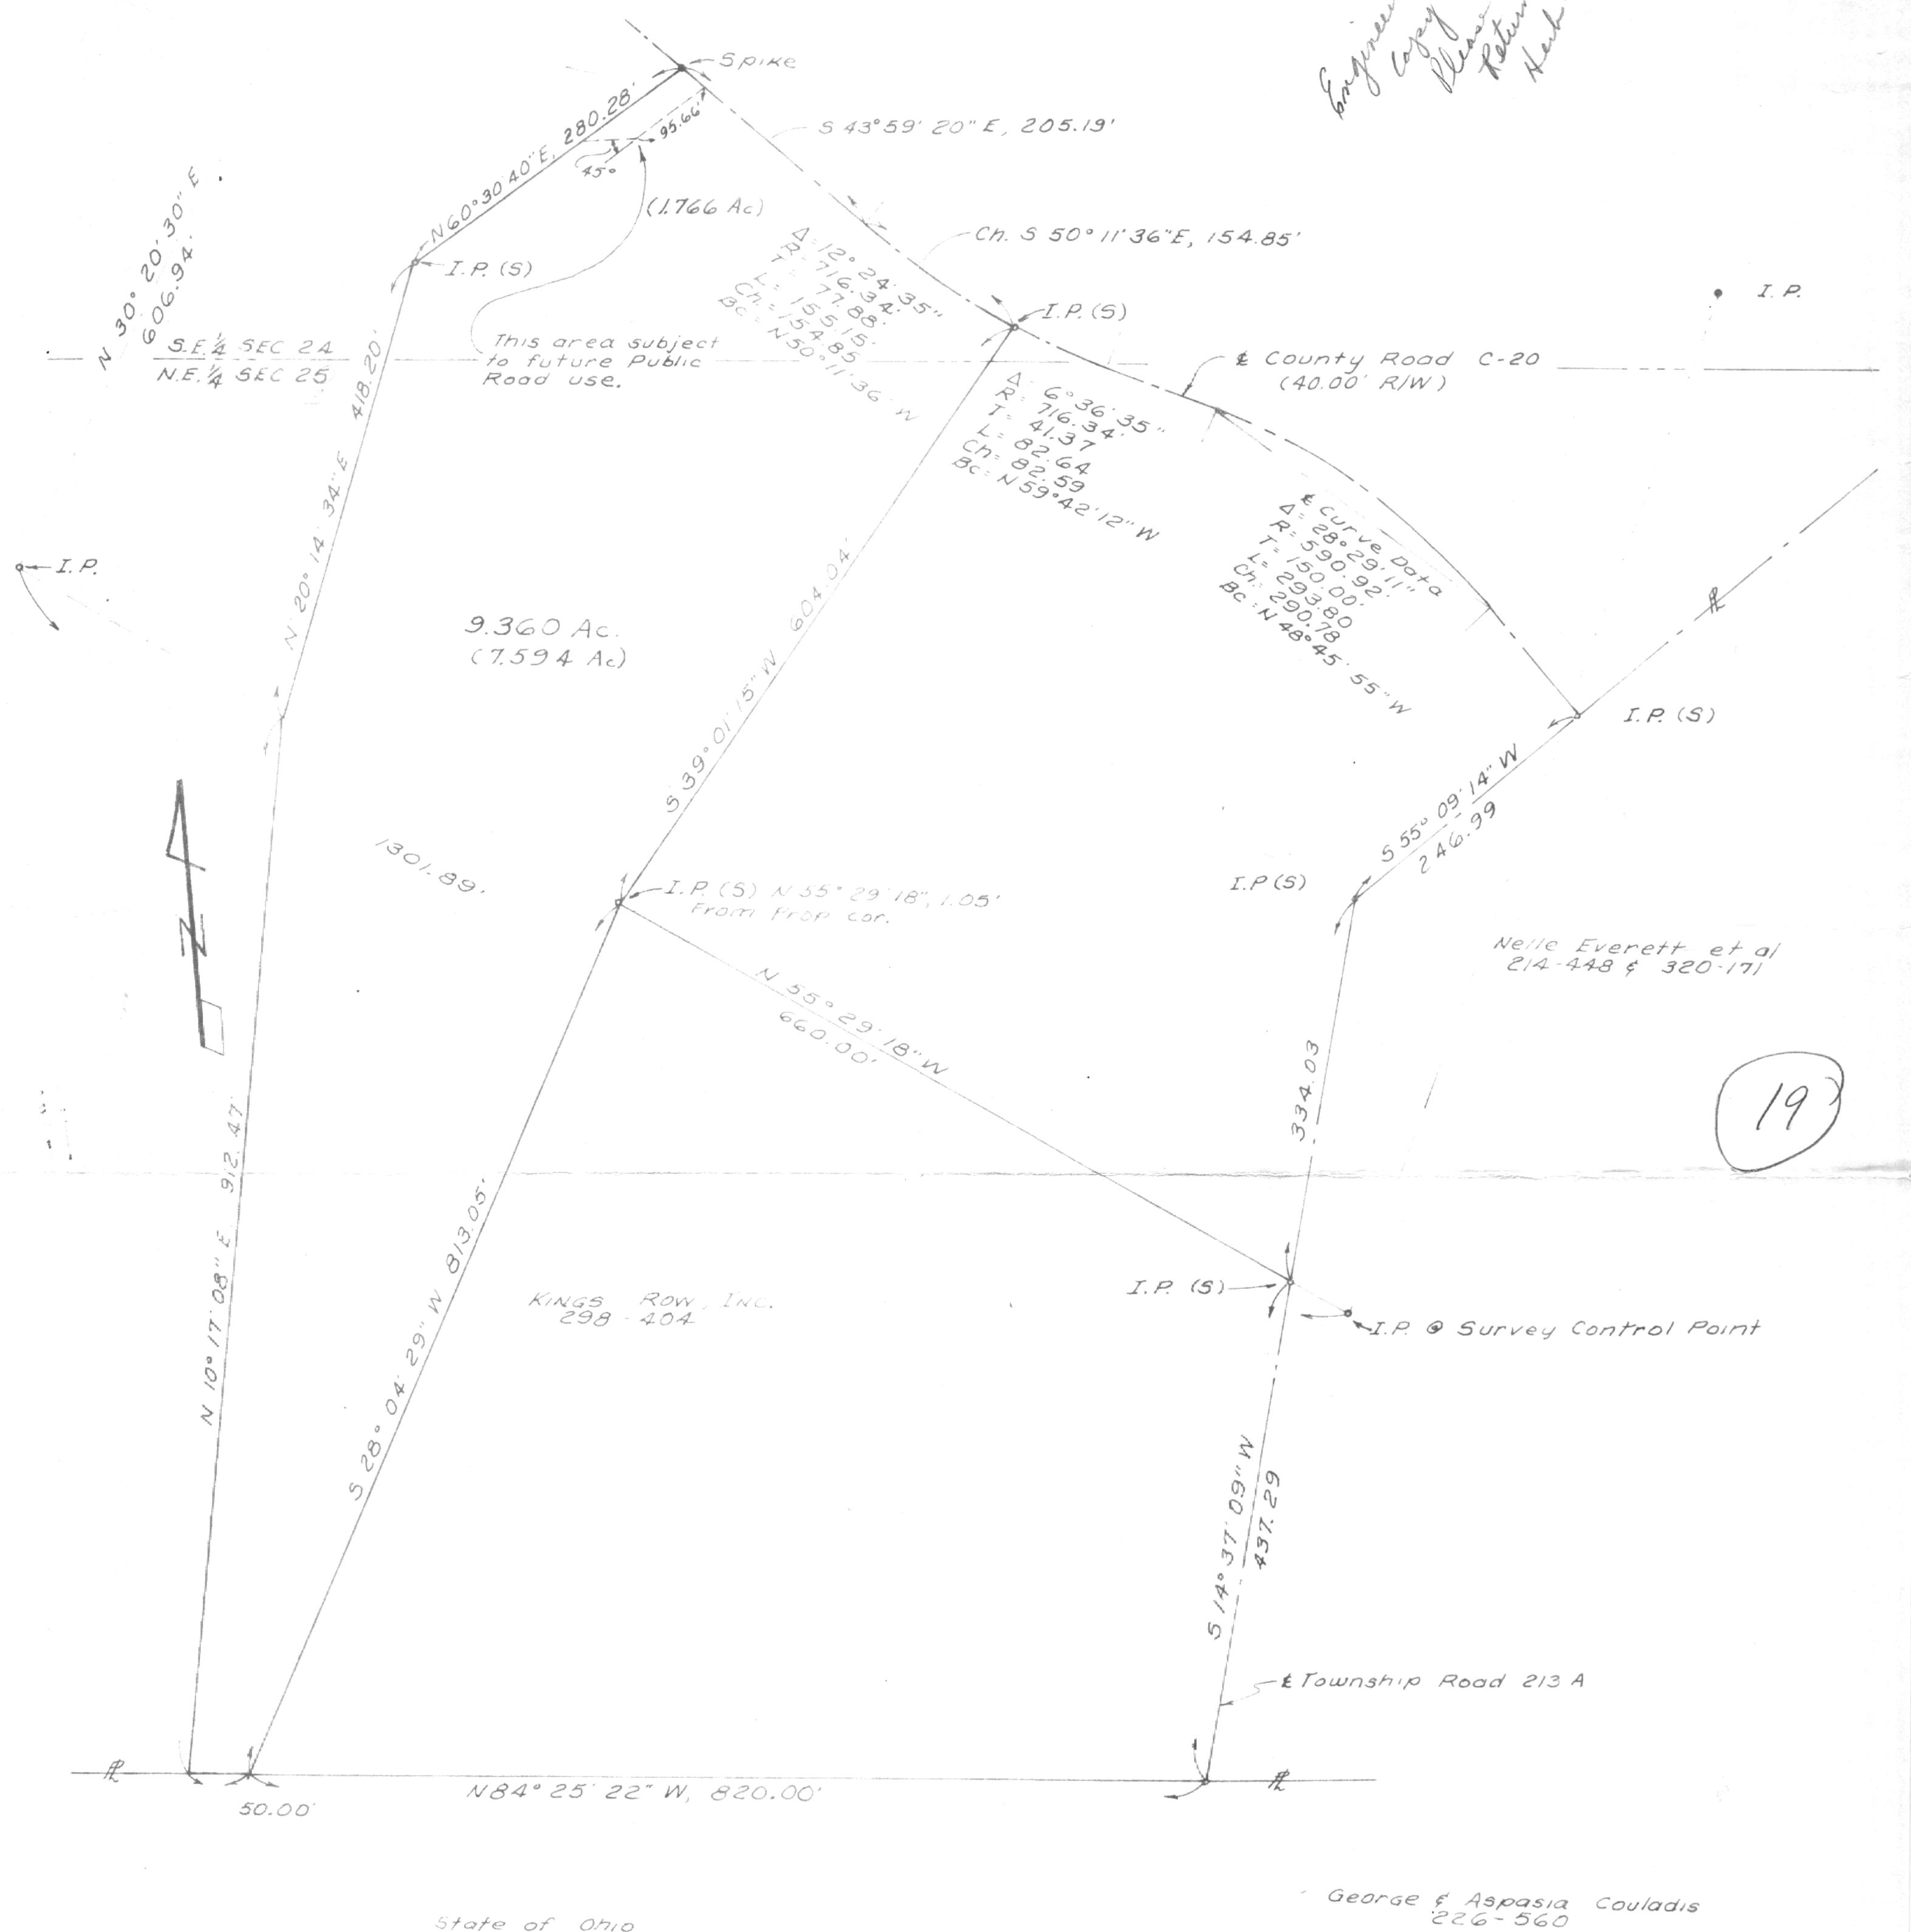 Copy
Please
Spike
S 43° 59' 20" E, 205.19'
N 60° 30' 40" E, 280.28'
95.66'
45°
(1.766 Ac)
N 30° 20' 30" E
606.94'
Ch. S 50° 11' 36" E, 154.85'
I.P. (S)
Δ = 12° 24' 35"
R = 716.34'
T = 77.88'
L = 155.15'
Ch = 154.85
Bc = N 50° 11' 36" W
I.P. (S)
I.P.
S.E. ¼ SEC 24
N.E. ¼ SEC 25
This area subject
to future Public
Road use.
℄ County Road C-20
(40.00' R/W)
N 20° 14' 34" E 418.20'
Δ = 6° 36' 35"
R = 716.34'
T = 41.37
L = 82.64
Ch = 82.59
Bc = N 59° 42' 12" W
℄ Curve Data
Δ = 28° 29' 11"
R = 590.92'
T = 150.00'
L = 293.80
Ch = 290.78
Bc = N 48° 45' 55" W
I.P.
9.360 Ac.
(7.594 Ac)
S 39° 01' 15" W 604.04'
PL
I.P. (S)
S 55° 09' 14" W
246.99
1301.89'
I.P. (S) N 55° 29' 18", 1.05'
From Prop cor.
I.P (S)
Nelle Everett et al
214-448 & 320-171
N 55° 29' 18" W
660.00'
334.03
19
N 10° 17' 08" E 912.47'
S 28° 04' 29" W 813.05'
KINGS ROW, INC.
298-404
I.P. (S)
I.P. @ Survey Control Point
S 14° 37' 09" W
437.29
℄ Township Road 213 A
PL
N 84° 25' 22" W, 820.00'
PL
50.00'
George & Aspasia Couladis
226-560
State of Ohio